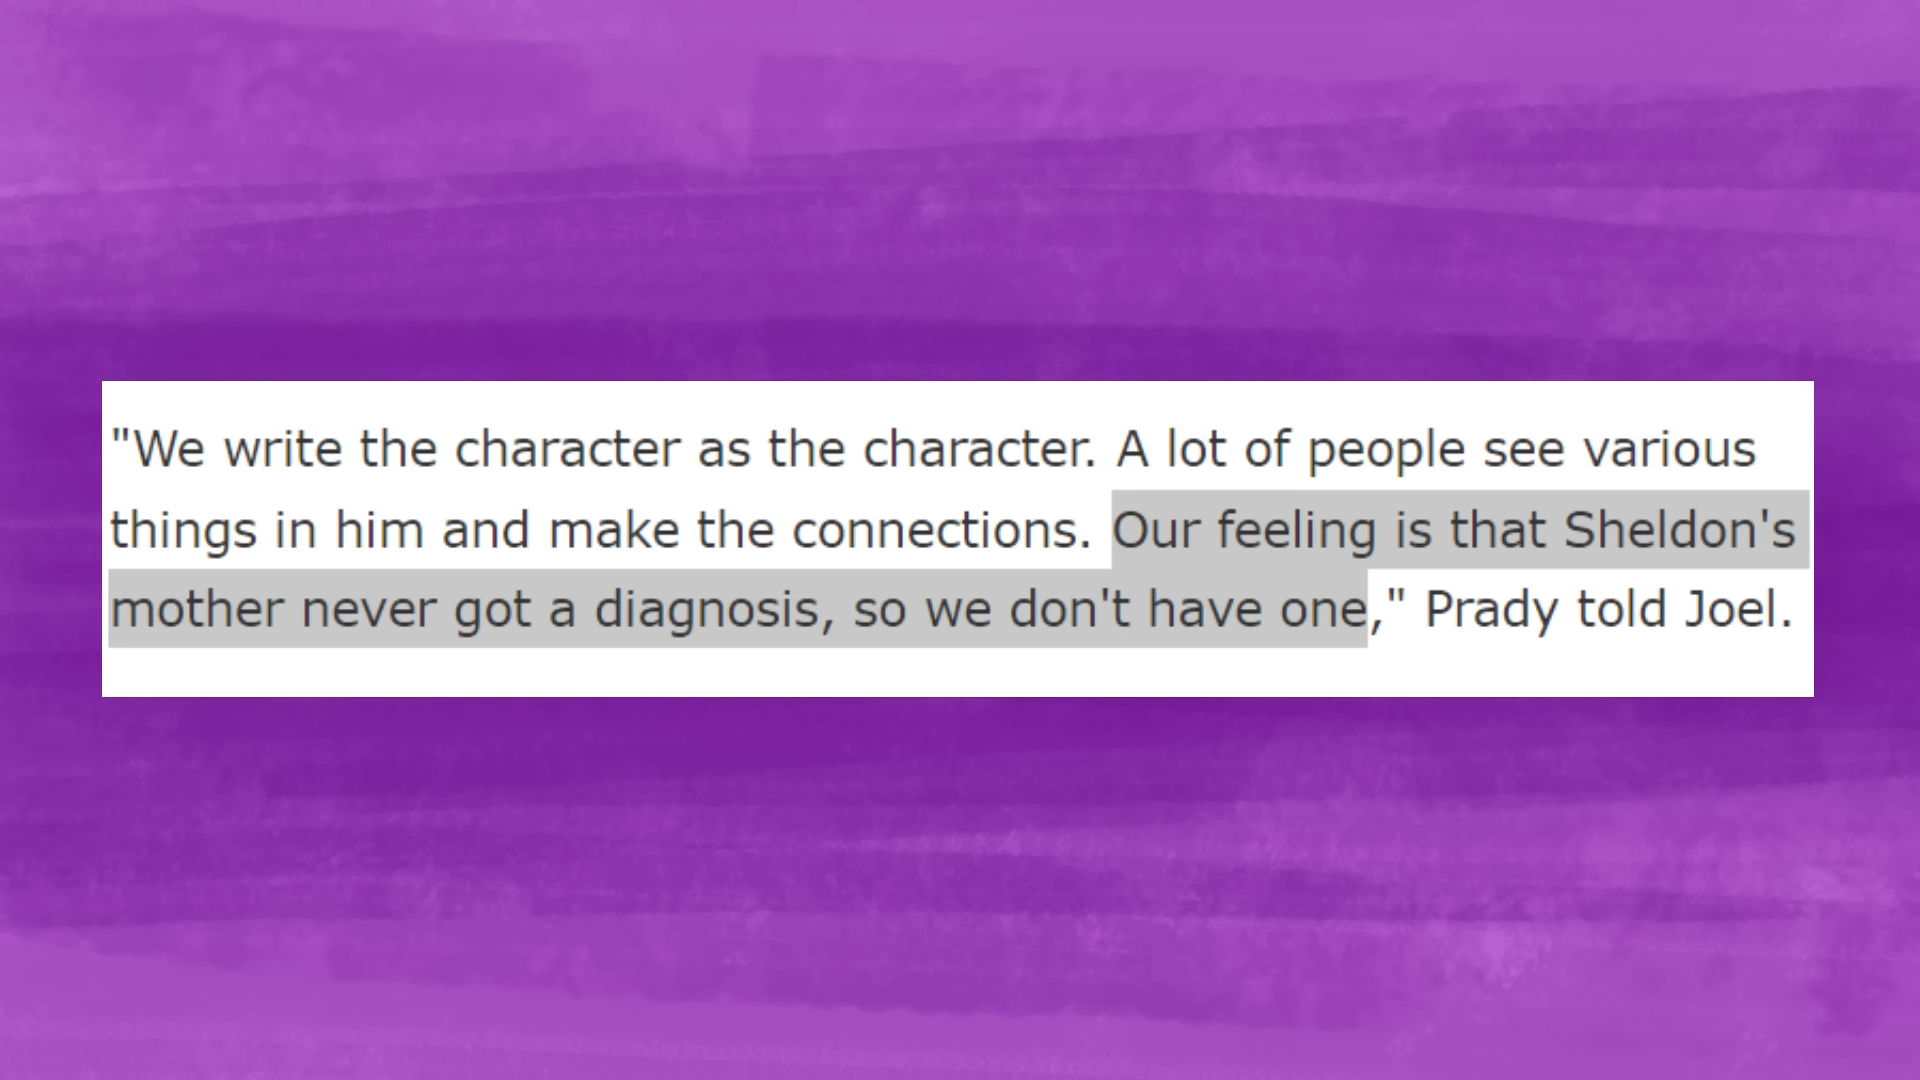 "We write the character as the character. A lot of people see various
things in him and make the connections. Our feeling is that Sheldon's
mother never got a diagnosis, so we don't have one," Prady told Joel.